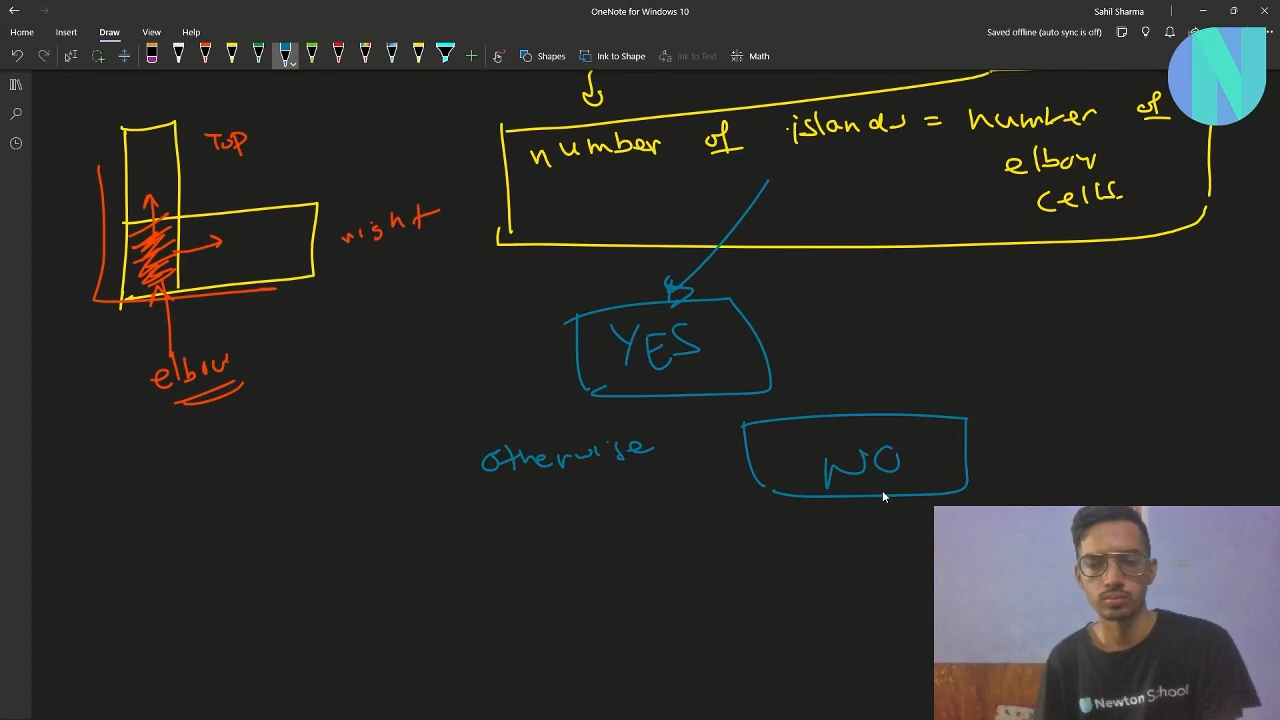 OneNote for Windows 10
Sahil Sharma
Home Insert Draw View Help
Saved offline (auto sync is off)
Shapes Ink to Shape Ink to Text Math
Top
right
elbow
number of islands = number of
elbow
cells
YES
otherwise NO
Newton School